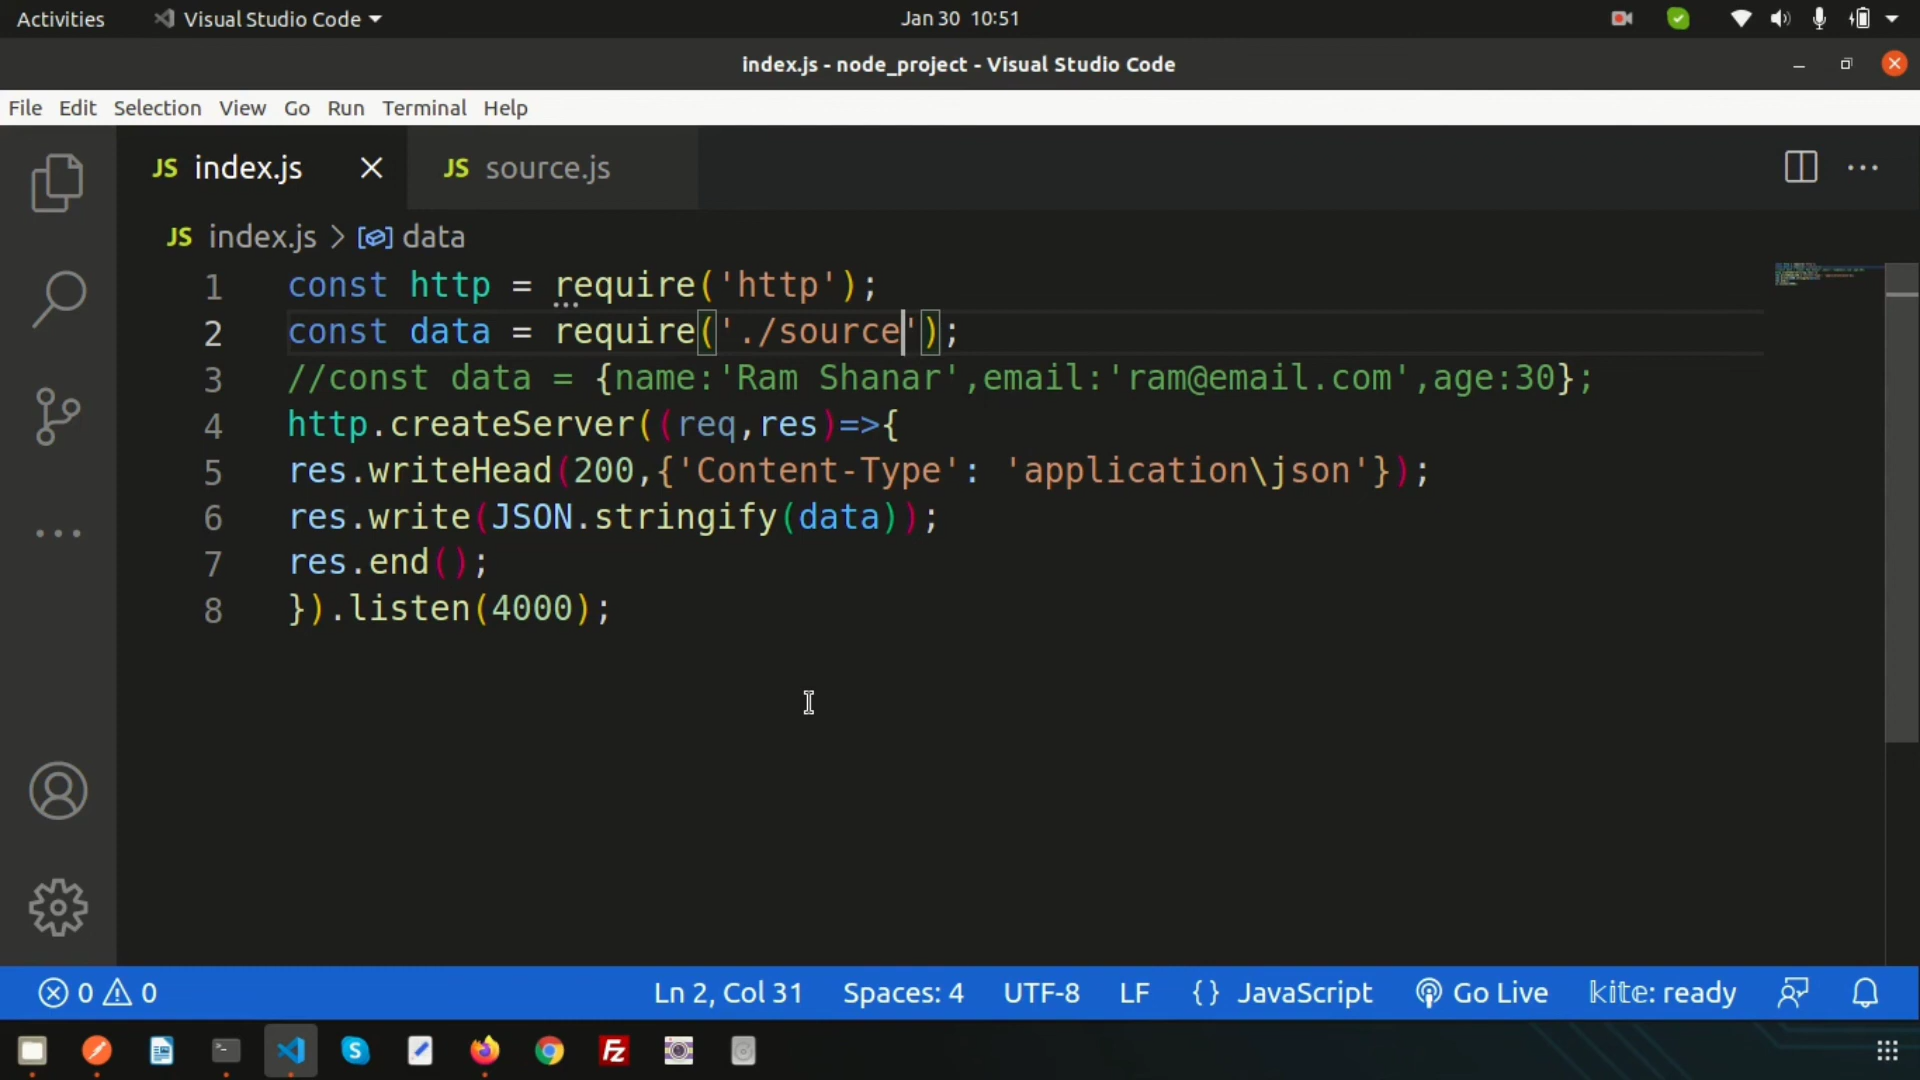 Activities
Visual Studio Code
Jan 30 10:51
index.js - node_project - Visual Studio Code
File Edit Selection View Go Run Terminal Help
JS index.js
JS source.js
JS index.js > data
1 const http = require('http');
2 const data = require('./source');
3 //const data = {name:'Ram Shanar',email:'ram@email.com',age:30};
4 http.createServer((req,res)=>{
5 res.writeHead(200,{'Content-Type': 'application\json'});
6 res.write(JSON.stringify(data));
7 res.end();
8 }).listen(4000);
0 0 Ln 2, Col 31 Spaces: 4 UTF-8 LF {} JavaScript Go Live kite: ready
S
Fz